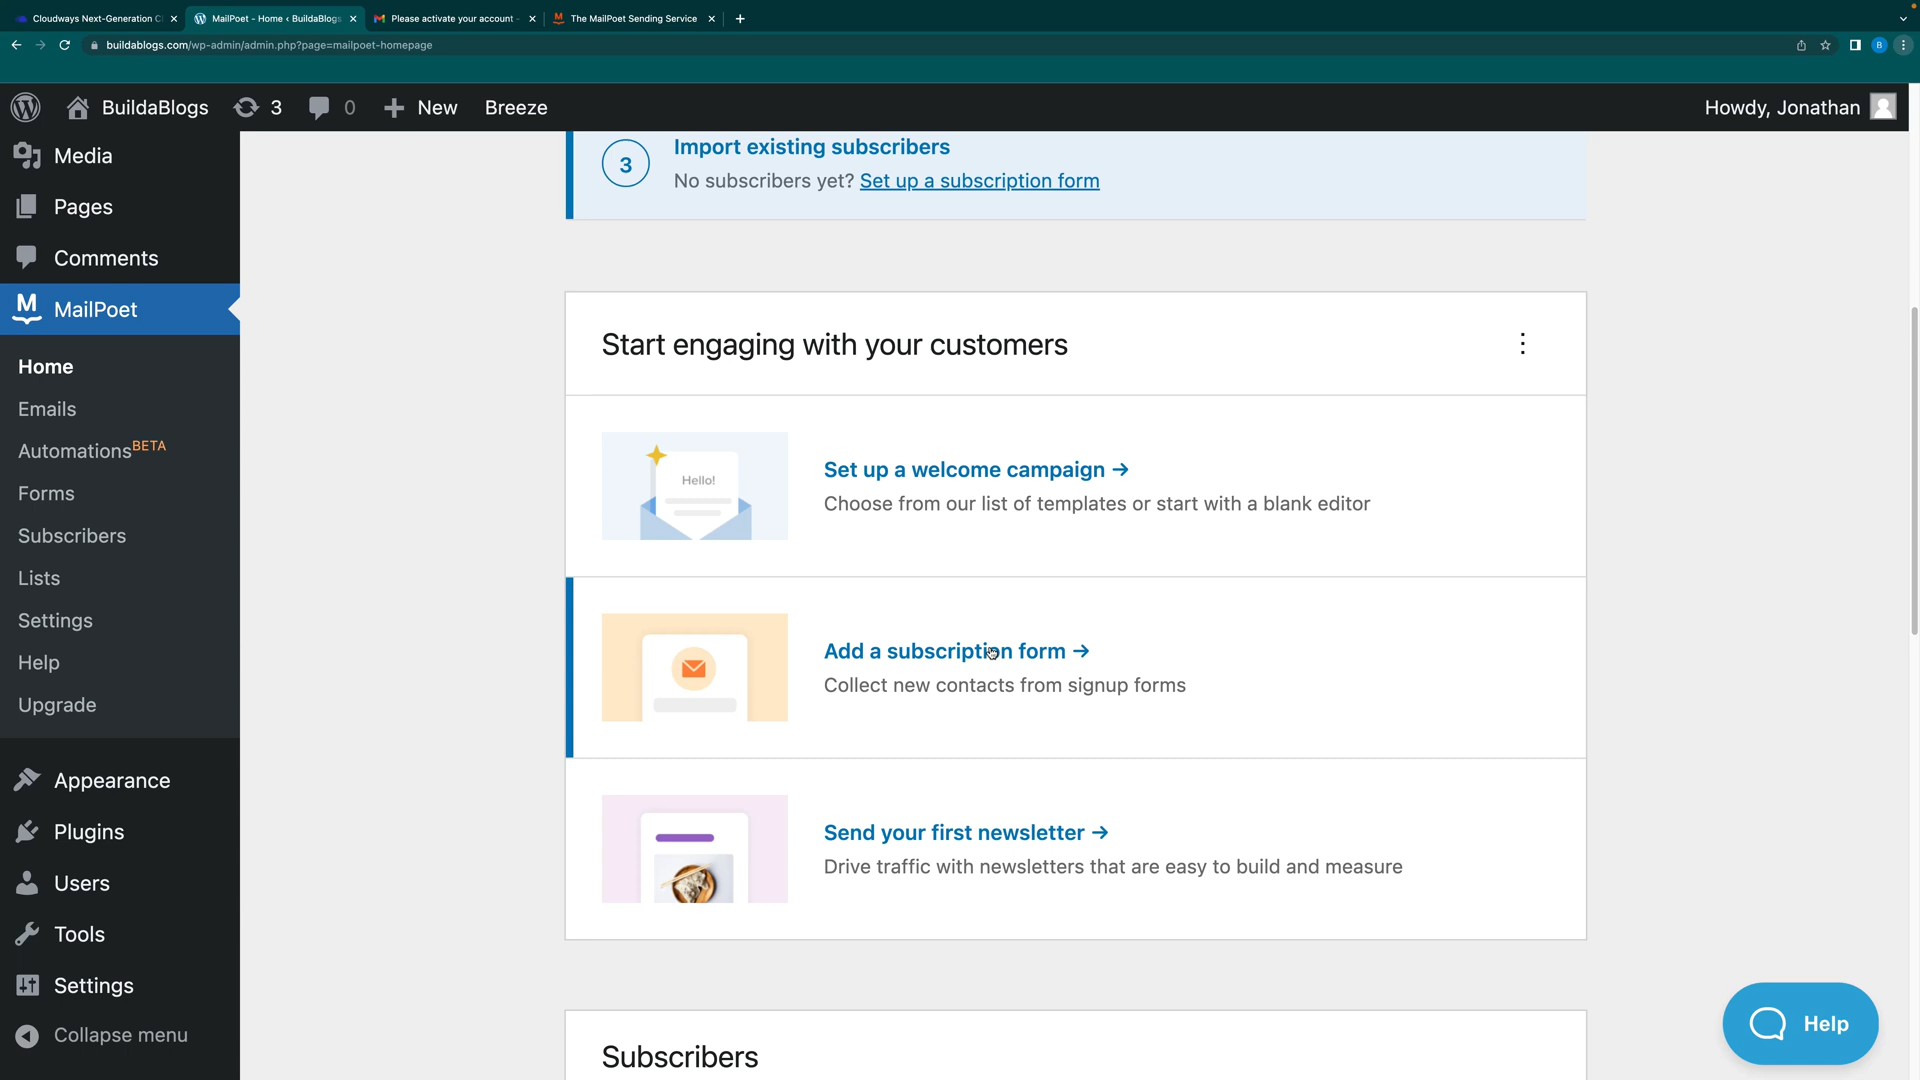 Cloudways Next-Generation C
MailPoet - Home ‹ BuildaBlogs
Please activate your account -
The MailPoet Sending Service
buildablogs.com/wp-admin/admin.php?page=mailpoet-homepage
B
BuildaBlogs
3
0
New
Breeze
Howdy, Jonathan
Media
Pages
Comments
M MailPoet
Home
Emails
Automations BETA
Forms
Subscribers
Lists
Settings
Help
Upgrade
Appearance
Plugins
Users
Tools
Settings
Collapse menu
3
Import existing subscribers
No subscribers yet? Set up a subscription form
Start engaging with your customers
Hello!
Set up a welcome campaign →
Choose from our list of templates or start with a blank editor
Add a subscription form →
Collect new contacts from signup forms
Send your first newsletter →
Drive traffic with newsletters that are easy to build and measure
Subscribers
Help